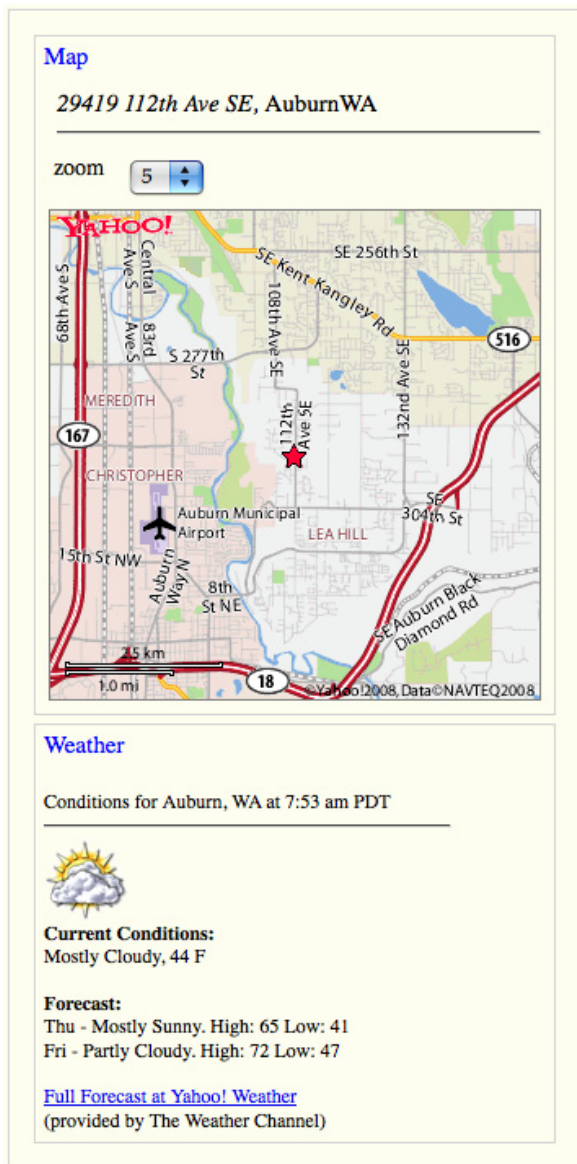 Map
29419 112th Ave SE, AuburnWA
zoom
5
YAHOO!
68th Ave S
Central
Ave S
83rd
Ave S
S 277th
St
108th Ave SE
SE 256th St
SE Kent Kangley Rd
516
132nd Ave SE
112th
Ave SE
MEREDITH
167
CHRISTOPHER
Auburn Municipal
Airport
LEA HILL
SE
304th St
15th St NW
Auburn
Way N
8th
St NE
SE Auburn Black
Diamond Rd
2.5 km
1.0 mi
18
©Yahoo!2008, Data©NAVTEQ2008
Weather
Conditions for Auburn, WA at 7:53 am PDT
Current Conditions:
Mostly Cloudy, 44 F
Forecast:
Thu - Mostly Sunny. High: 65 Low: 41
Fri - Partly Cloudy. High: 72 Low: 47
Full Forecast at Yahoo! Weather
(provided by The Weather Channel)